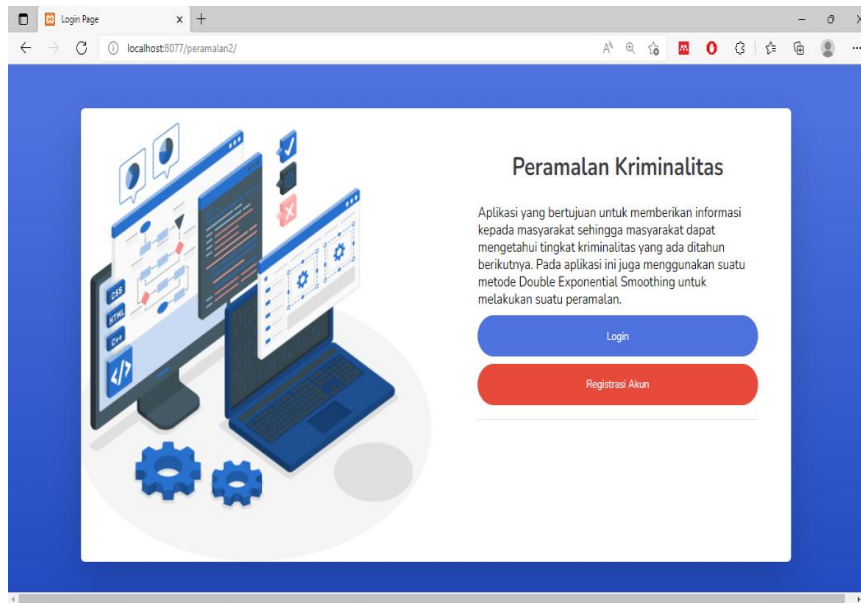 Login Page
localhost:8077/peramalan2/
Peramalan Kriminalitas
Aplikasi yang bertujuan untuk memberikan informasi
kepada masyarakat sehingga masyarakat dapat
mengetahui tingkat kriminalitas yang ada ditahun
berikutnya. Pada aplikasi ini juga menggunakan suatu
metode Double Exponential Smoothing untuk
melakukan suatu peramalan.
Login
Registrasi Akun
CSS
HTML
C++
</>